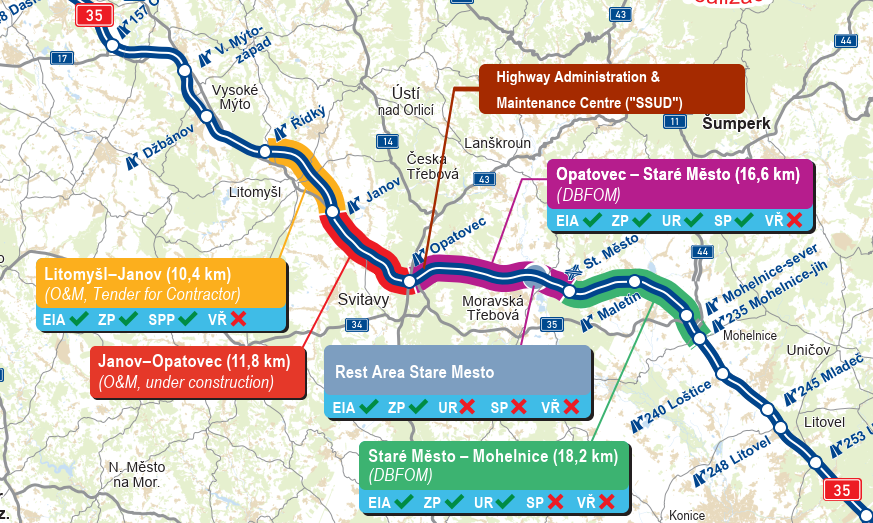 35
43
44
17
V. Mýto-
západ
Vysoké
Mýto
Ústí
nad Orlicí
Highway Administration &
Maintenance Centre ("SSUD")
11
Šumperk
Řídký
Džbánov
14
Lanškroun
Česká
Třebová
43
Litomyšl
Janov
Opatovec – Staré Město (16,6 km)
(DBFOM)
EIA ✓ ZP ✓ UR ✓ SP ✓ VŘ ✗
Opatovec
St. Město
44
Mohelnice-sever
235 Mohelnice-jih
Litomyšl–Janov (10,4 km)
(O&M, Tender for Contractor)
EIA ✓ ZP ✓ SPP ✓ VŘ ✗
Svitavy
34
Moravská
Třebová
35
Maletín
Mohelnice
Uničov
Janov–Opatovec (11,8 km)
(O&M, under construction)
Rest Area Stare Mesto
EIA ✓ ZP ✓ UR ✗ SP ✗ VŘ ✗
240 Loštice
245 Mladeč
Litovel
248 Litovel
253 U
Staré Město – Mohelnice (18,2 km)
(DBFOM)
EIA ✓ ZP ✓ UR ✓ SP ✗ VŘ ✗
N. Město
na Mor.
35
Konice
z.